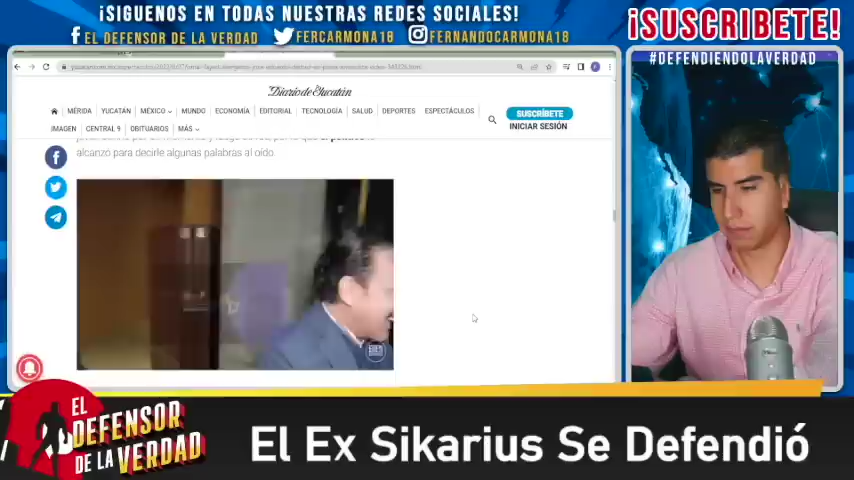 ¡SIGUENOS EN TODAS NUESTRAS REDES SOCIALES!
EL DEFENSOR DE LA VERDAD
FERCARMONA18
FERNANDOCARMONA18
¡SUSCRIBETE!
#DEFENDIENDOLAVERDAD
Diario de Yucatán
MÉRIDA
YUCATÁN
MÉXICO
MUNDO
ECONOMÍA
EDITORIAL
TECNOLOGÍA
SALUD
DEPORTES
ESPECTÁCULOS
IMAGEN
CENTRAL 9
OBITUARIOS
MÁS
SUSCRÍBETE
INICIAR SESIÓN
alcanzó para decirle algunas palabras al oído.
EL
DEFENSOR
DE LA VERDAD
El Ex Sikarius Se Defendió